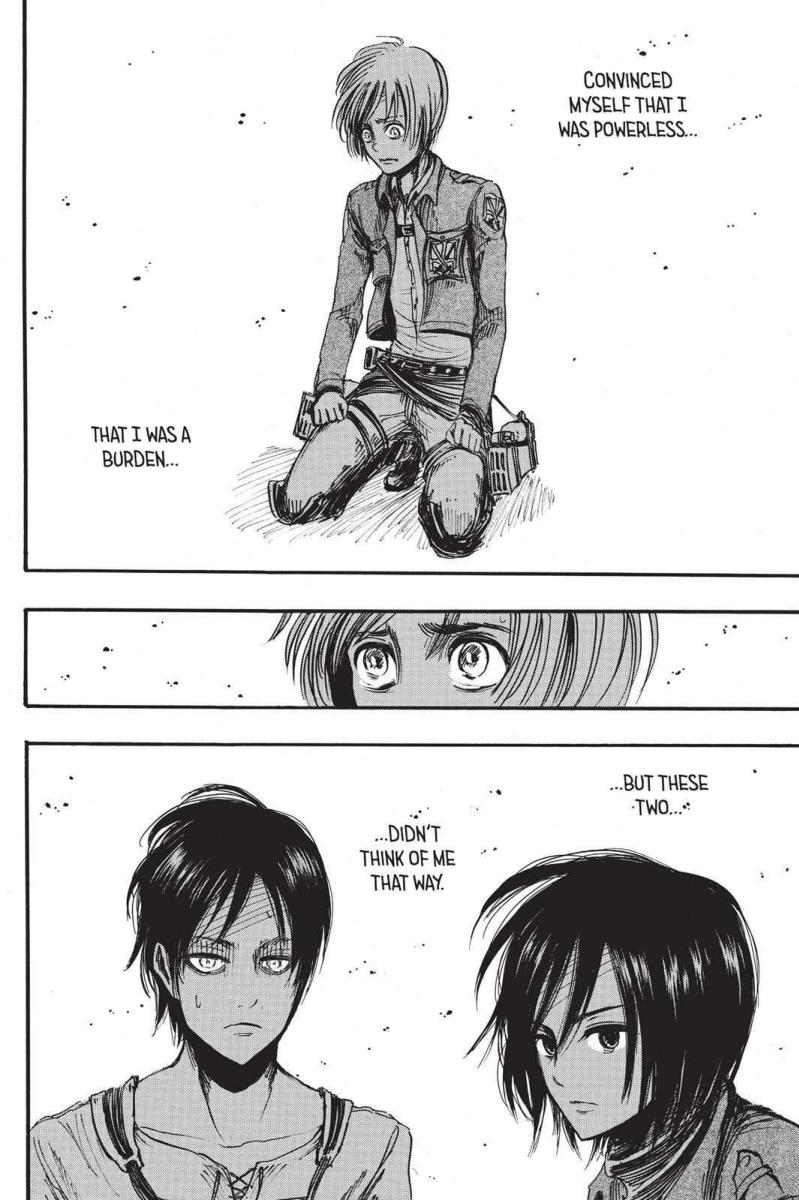 CONVINCED
MYSELF THAT I
WAS POWERLESS...
THAT I WAS A
BURDEN...
...BUT THESE
TWO...
...DIDN'T
THINK OF ME
THAT WAY.